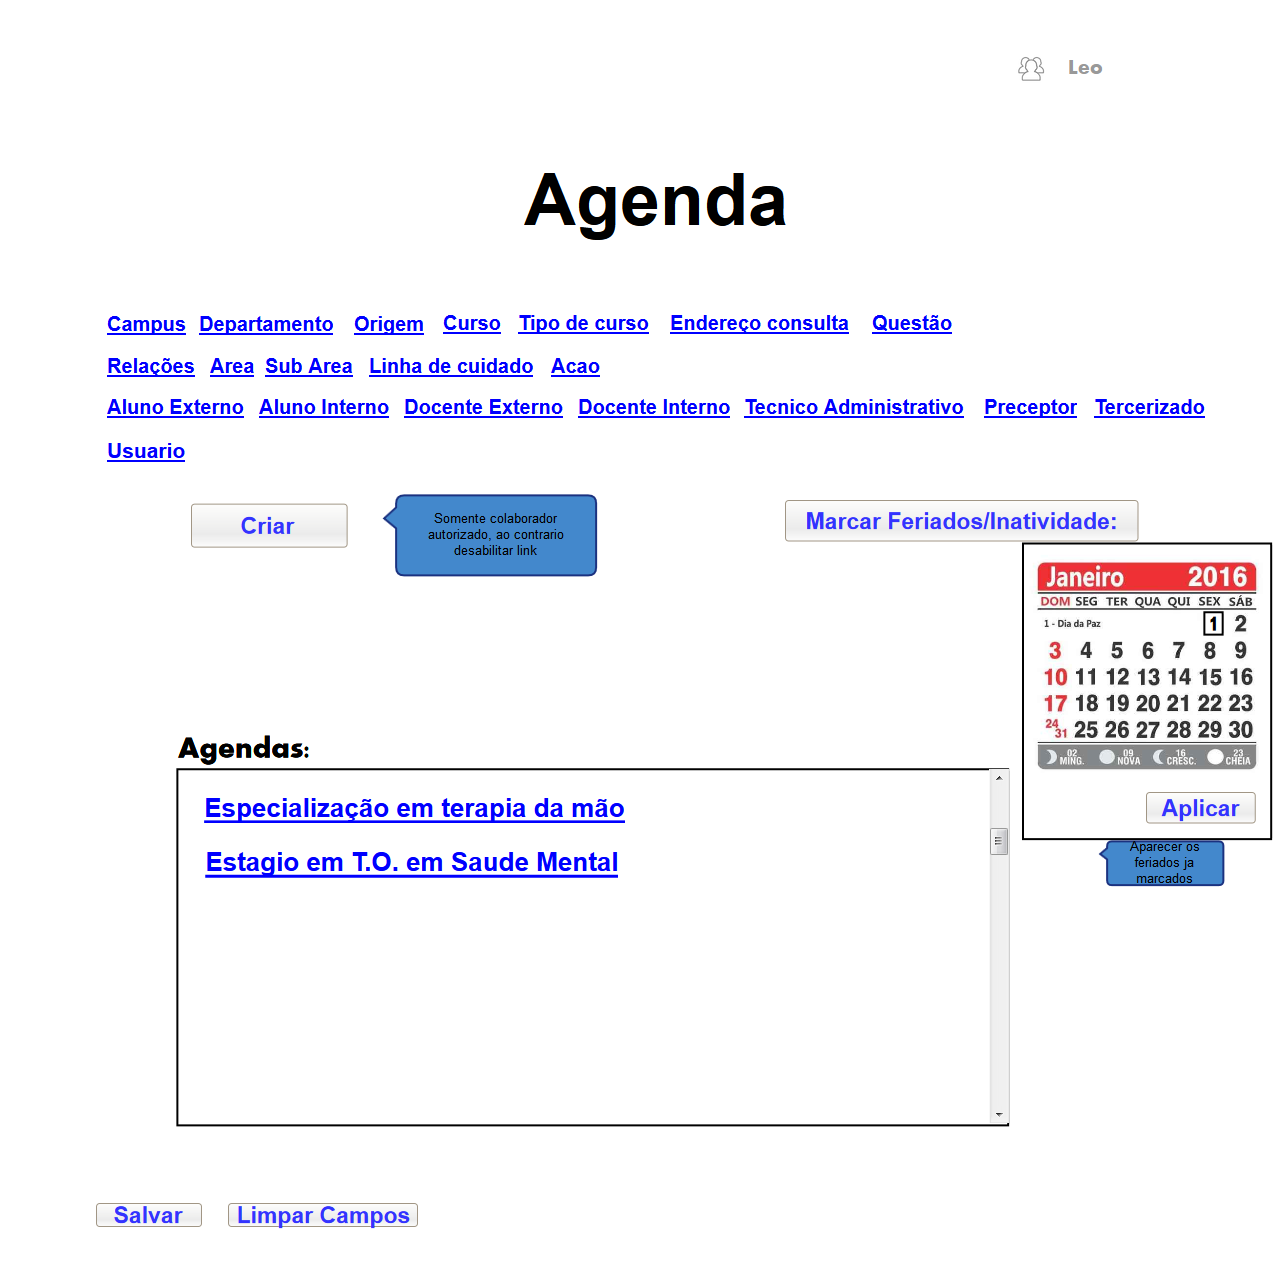 Leo
Agenda
Campus Departamento Origem Curso Tipo de curso Endereço consulta Questão
Relações Area Sub Area Linha de cuidado Acao
Aluno Externo Aluno Interno Docente Externo Docente Interno Tecnico Administrativo Preceptor Tercerizado
Usuario
Criar
Somente colaborador
autorizado, ao contrario
desabilitar link
Marcar Feriados/Inatividade:
Janeiro 2016
DOM SEG TER QUA QUI SEX SÁB
1 - Dia da Paz 1 2
3 4 5 6 7 8 9
10 11 12 13 14 15 16
17 18 19 20 21 22 23
24 31 25 26 27 28 29 30
02 MING. 09 NOVA 16 CRESC. 23 CHEIA
Aplicar
Aparecer os
feriados ja
marcados
Agendas:
Especialização em terapia da mão
Estagio em T.O. em Saude Mental
Salvar Limpar Campos